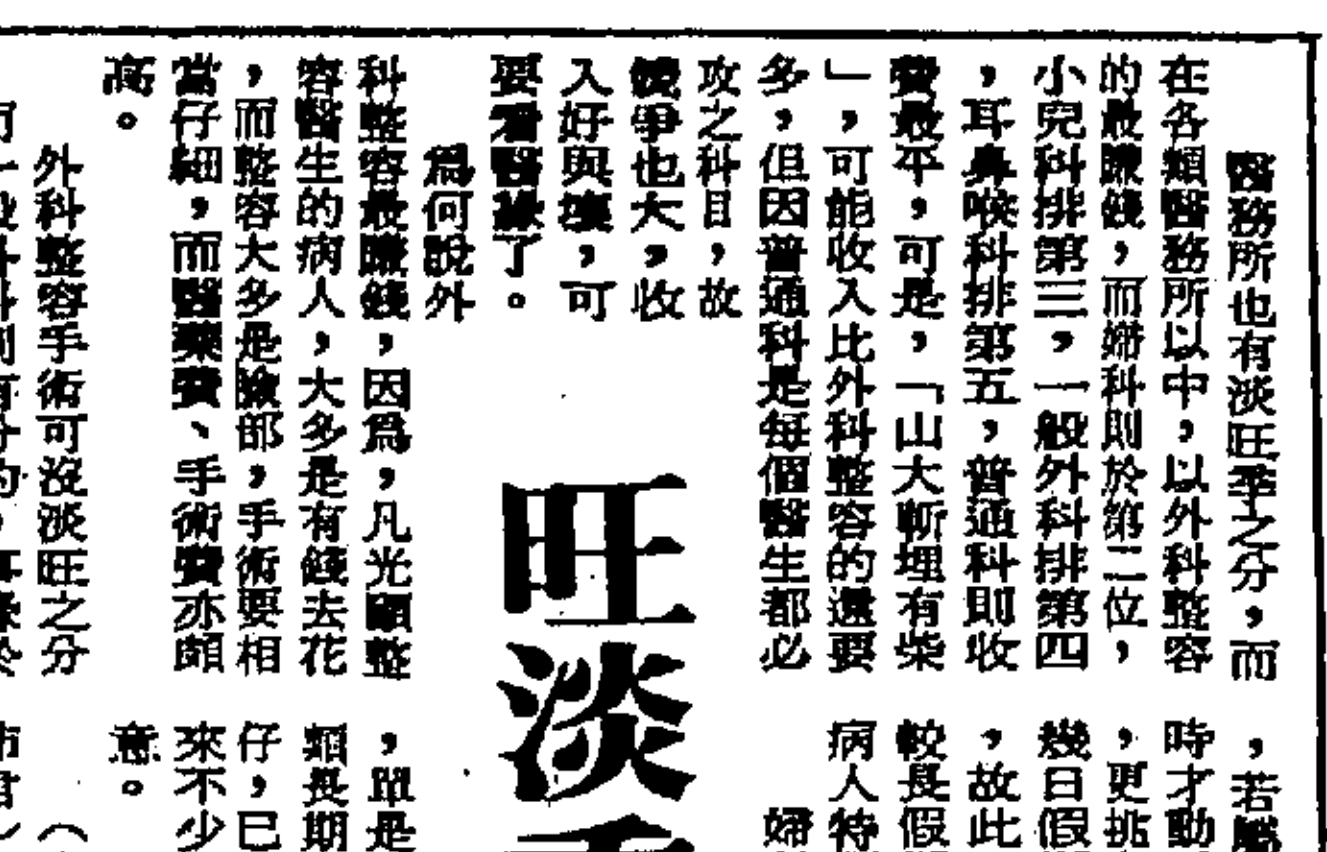 醫務所也有淡旺季之分，而
在各類醫務所以中，以外科整容
的最賺錢，而婦科則於第二位，
小兒科排第三，一般外科排第四
，耳鼻喉科排第五，普通科則收
費最平，可是，「山大斬埋有柴
」，可能收入比外科整容的還要
多，但因普通科是每個醫生都必
攻之科目，故
競爭也大，收
入好與壞，可
要看醫緣了。
為何說外
科整容最賺錢，因為，凡光顧整
容醫生的病人，大多是有錢去花
，而整容大多是臉部，手術要相
當仔細，而醫藥費、手術費亦頗
高。
外科整容手術可沒淡旺之分
旺淡
，若
時才動
，更挑
幾日假
，故此
較長假
病人特
婦
，單是
類長期
仔，已
來不少
意。